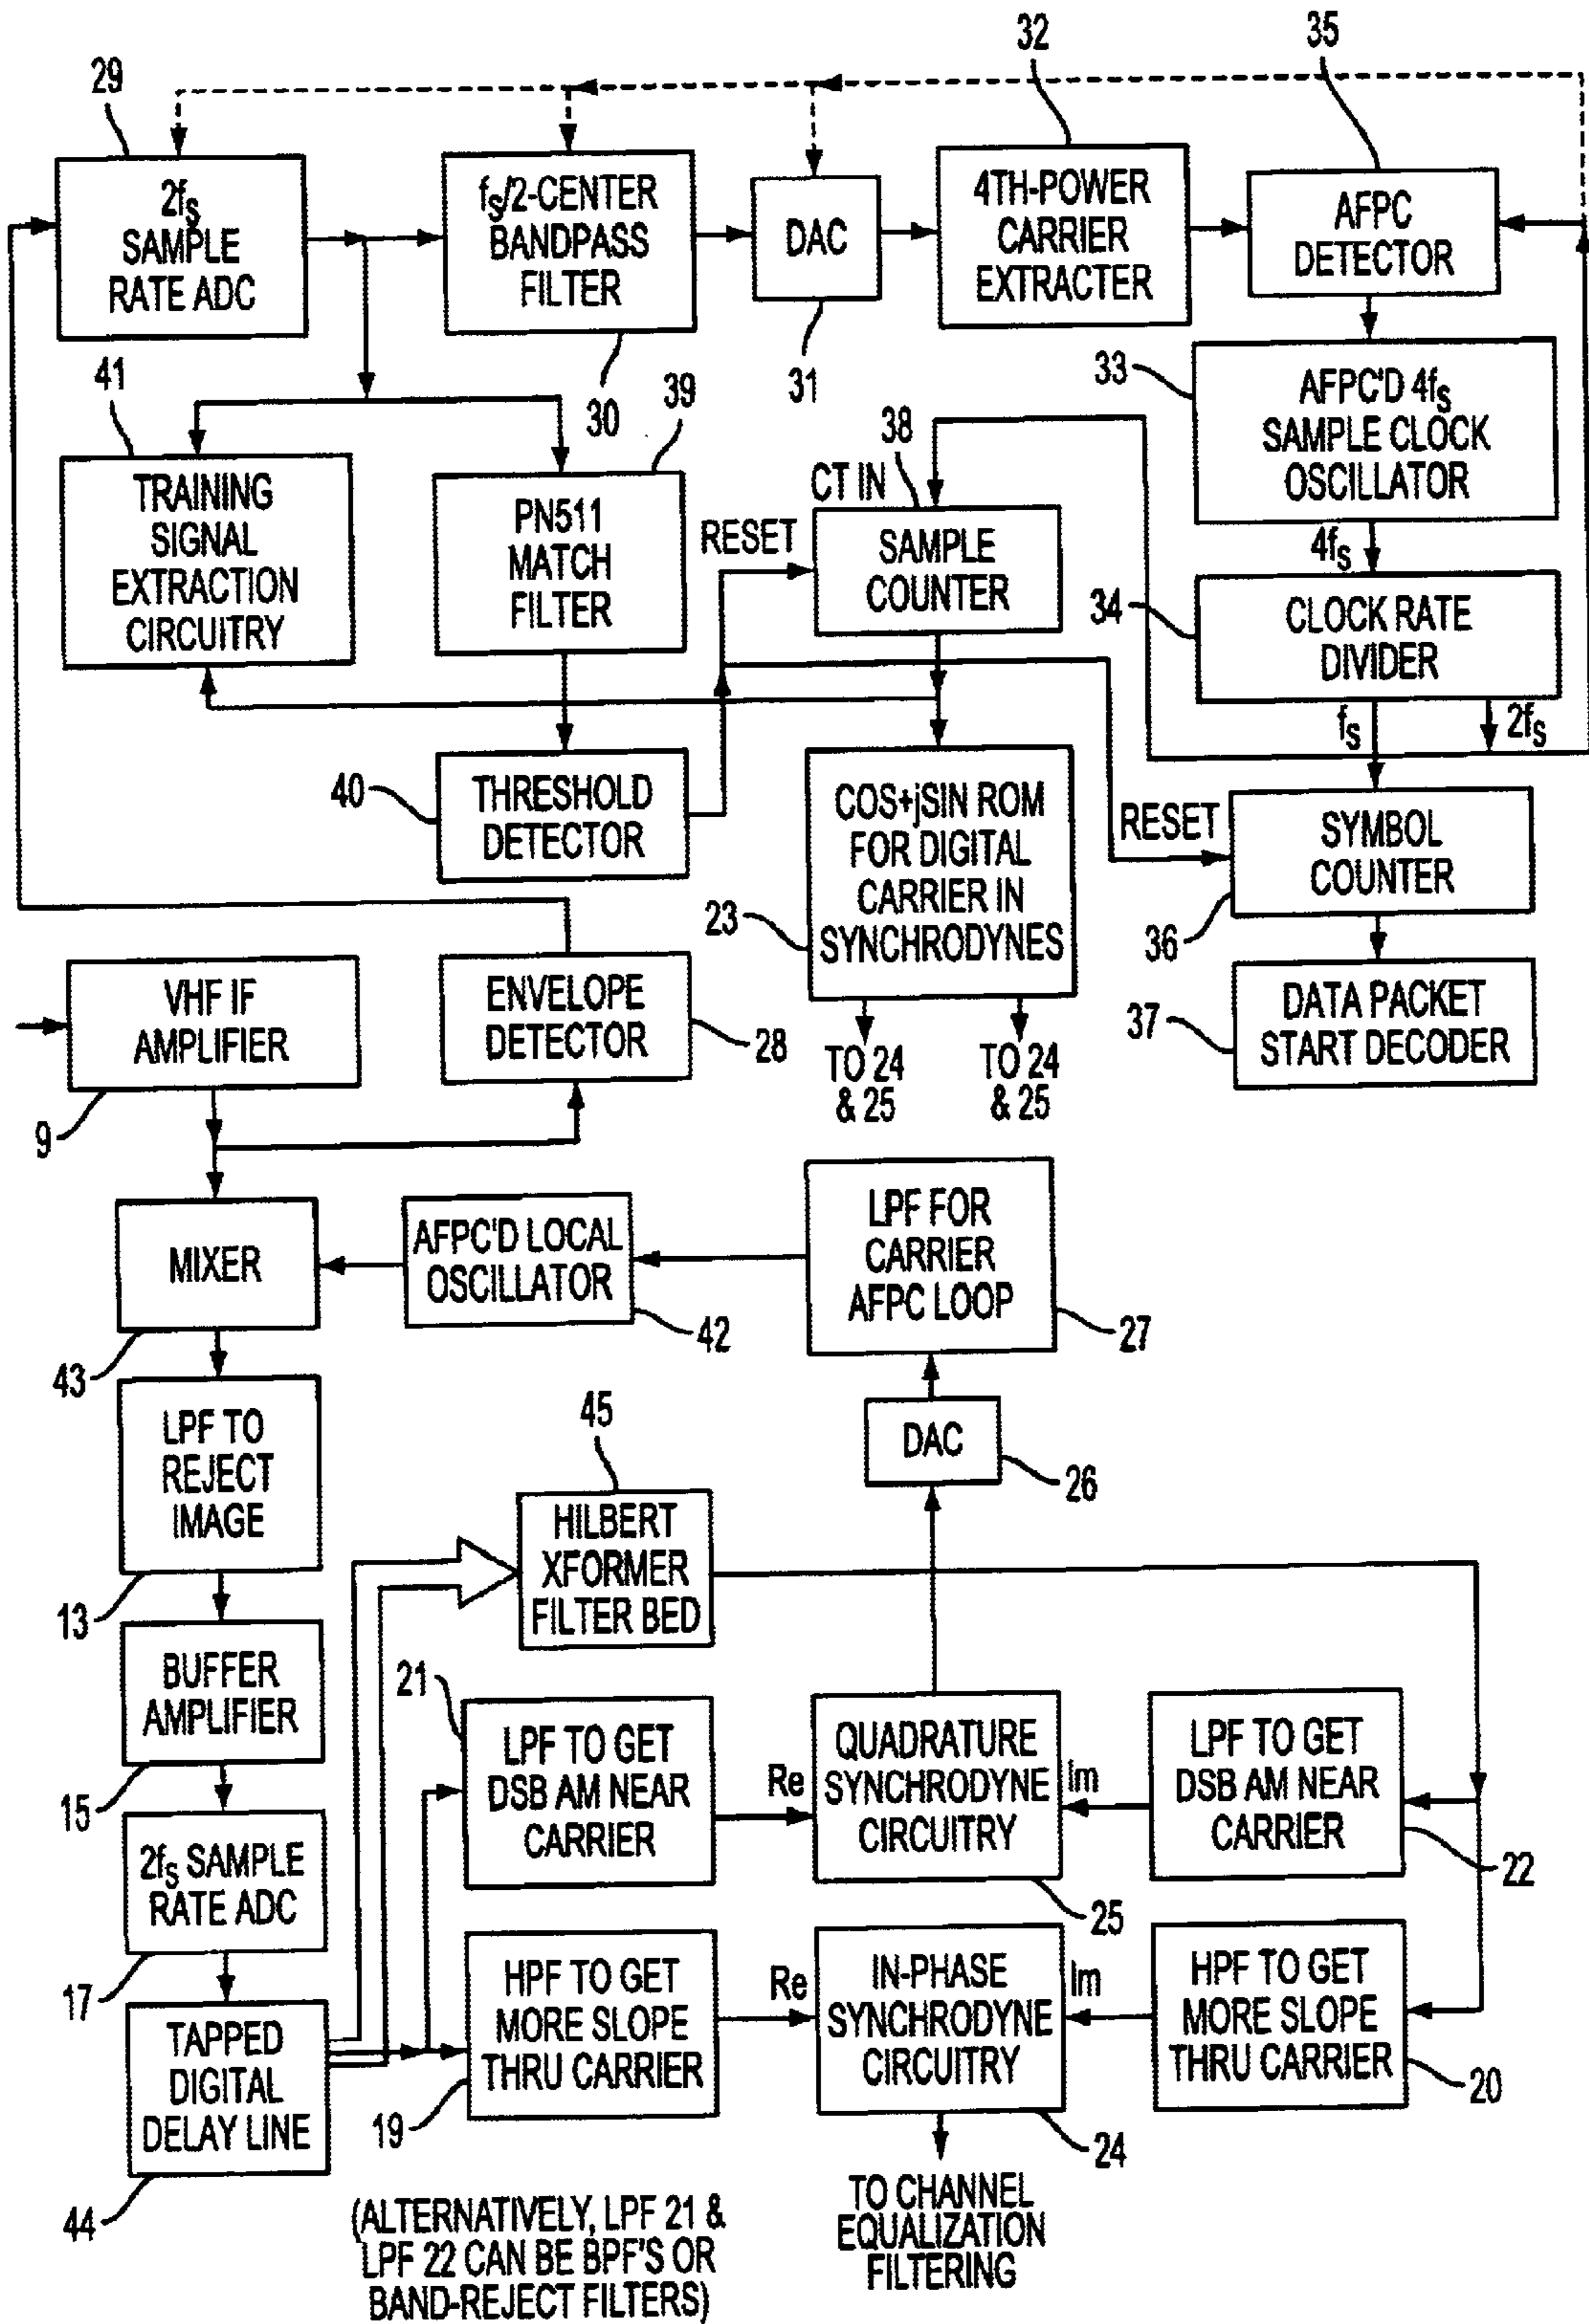 32
35
29
2fs
SAMPLE
RATE ADC
fs/2-CENTER
BANDPASS
FILTER
DAC
4TH-POWER
CARRIER
EXTRACTER
AFPC
DETECTOR
30
31
41
39
38
33
TRAINING
SIGNAL
EXTRACTION
CIRCUITRY
PN511
MATCH
FILTER
RESET
CT IN
SAMPLE
COUNTER
AFPC'D 4fs
SAMPLE CLOCK
OSCILLATOR
4fs
34
CLOCK RATE
DIVIDER
fs
2fs
40
THRESHOLD
DETECTOR
23
COS+jSIN ROM
FOR DIGITAL
CARRIER IN
SYNCHRODYNES
RESET
SYMBOL
COUNTER
36
VHF IF
AMPLIFIER
9
ENVELOPE
DETECTOR
28
TO 24
& 25
TO 24
& 25
37
DATA PACKET
START DECODER
MIXER
43
AFPC'D LOCAL
OSCILLATOR
42
LPF FOR
CARRIER
AFPC LOOP
27
LPF TO
REJECT
IMAGE
13
45
HILBERT
XFORMER
FILTER BED
DAC
26
BUFFER
AMPLIFIER
15
21
LPF TO GET
DSB AM NEAR
CARRIER
Re
QUADRATURE
SYNCHRODYNE
CIRCUITRY
25
Im
LPF TO GET
DSB AM NEAR
CARRIER
22
2fs SAMPLE
RATE ADC
17
TAPPED
DIGITAL
DELAY LINE
44
HPF TO GET
MORE SLOPE
THRU CARRIER
19
Re
IN-PHASE
SYNCHRODYNE
CIRCUITRY
24
Im
HPF TO GET
MORE SLOPE
THRU CARRIER
20
(ALTERNATIVELY, LPF 21 &
LPF 22 CAN BE BPF'S OR
BAND-REJECT FILTERS)
TO CHANNEL
EQUALIZATION
FILTERING